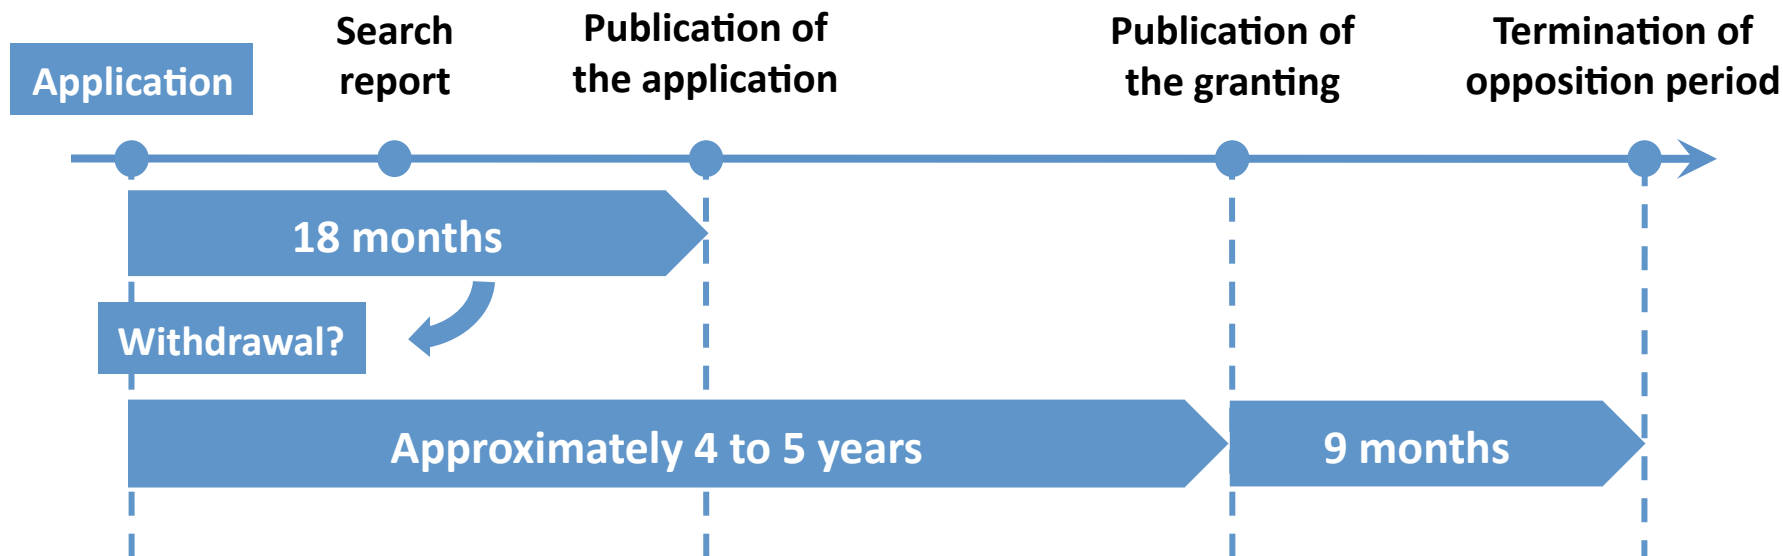 Application
Search
report
Publication of
the application
Publication of
the granting
Termination of
opposition period
18 months
Withdrawal?
Approximately 4 to 5 years
9 months